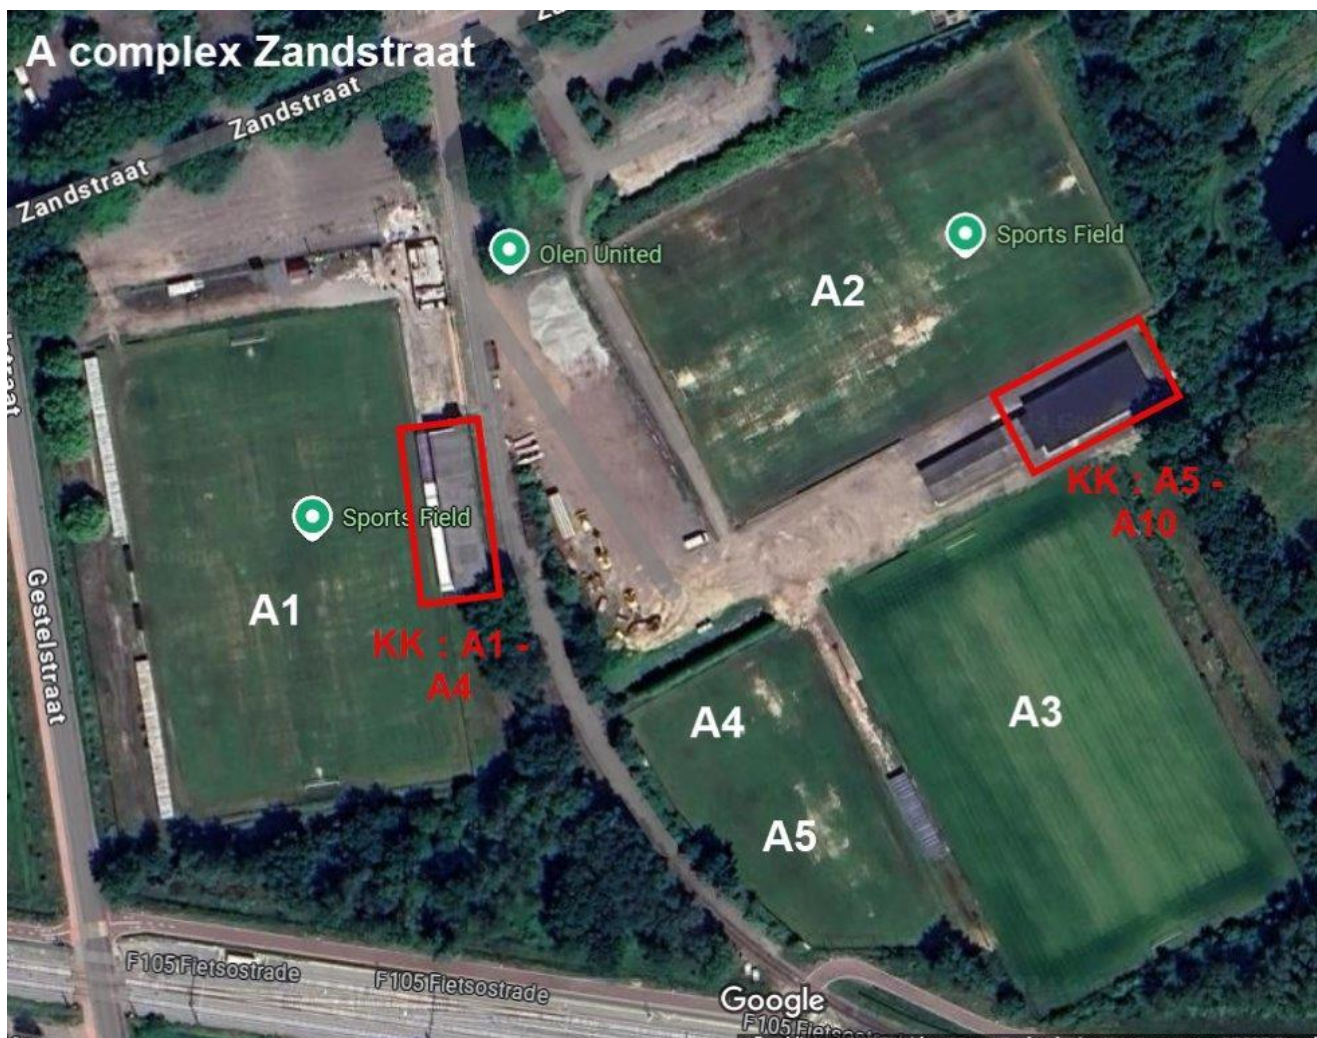 A complex Zandstraat
Zandstraat
Zandstraat
Olen United
Sports Field
A2
KK : A5 -
A10
Sports Field
A1
KK : A1 -
A4
Gestelstraat
A4
A3
A5
F105 Fietsostrade
F105 Fietsostrade
Google